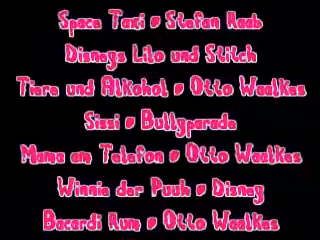 Space Taxi • Stefan Raab
Disneys Lilo und Stitch
Tiere und Alkohol • Otto Waalkes
Sissi • Bullyparade
Mama am Telefon • Otto Waalkes
Winnie der Puuh • Disney
Bacardi Rum • Otto Waalkes